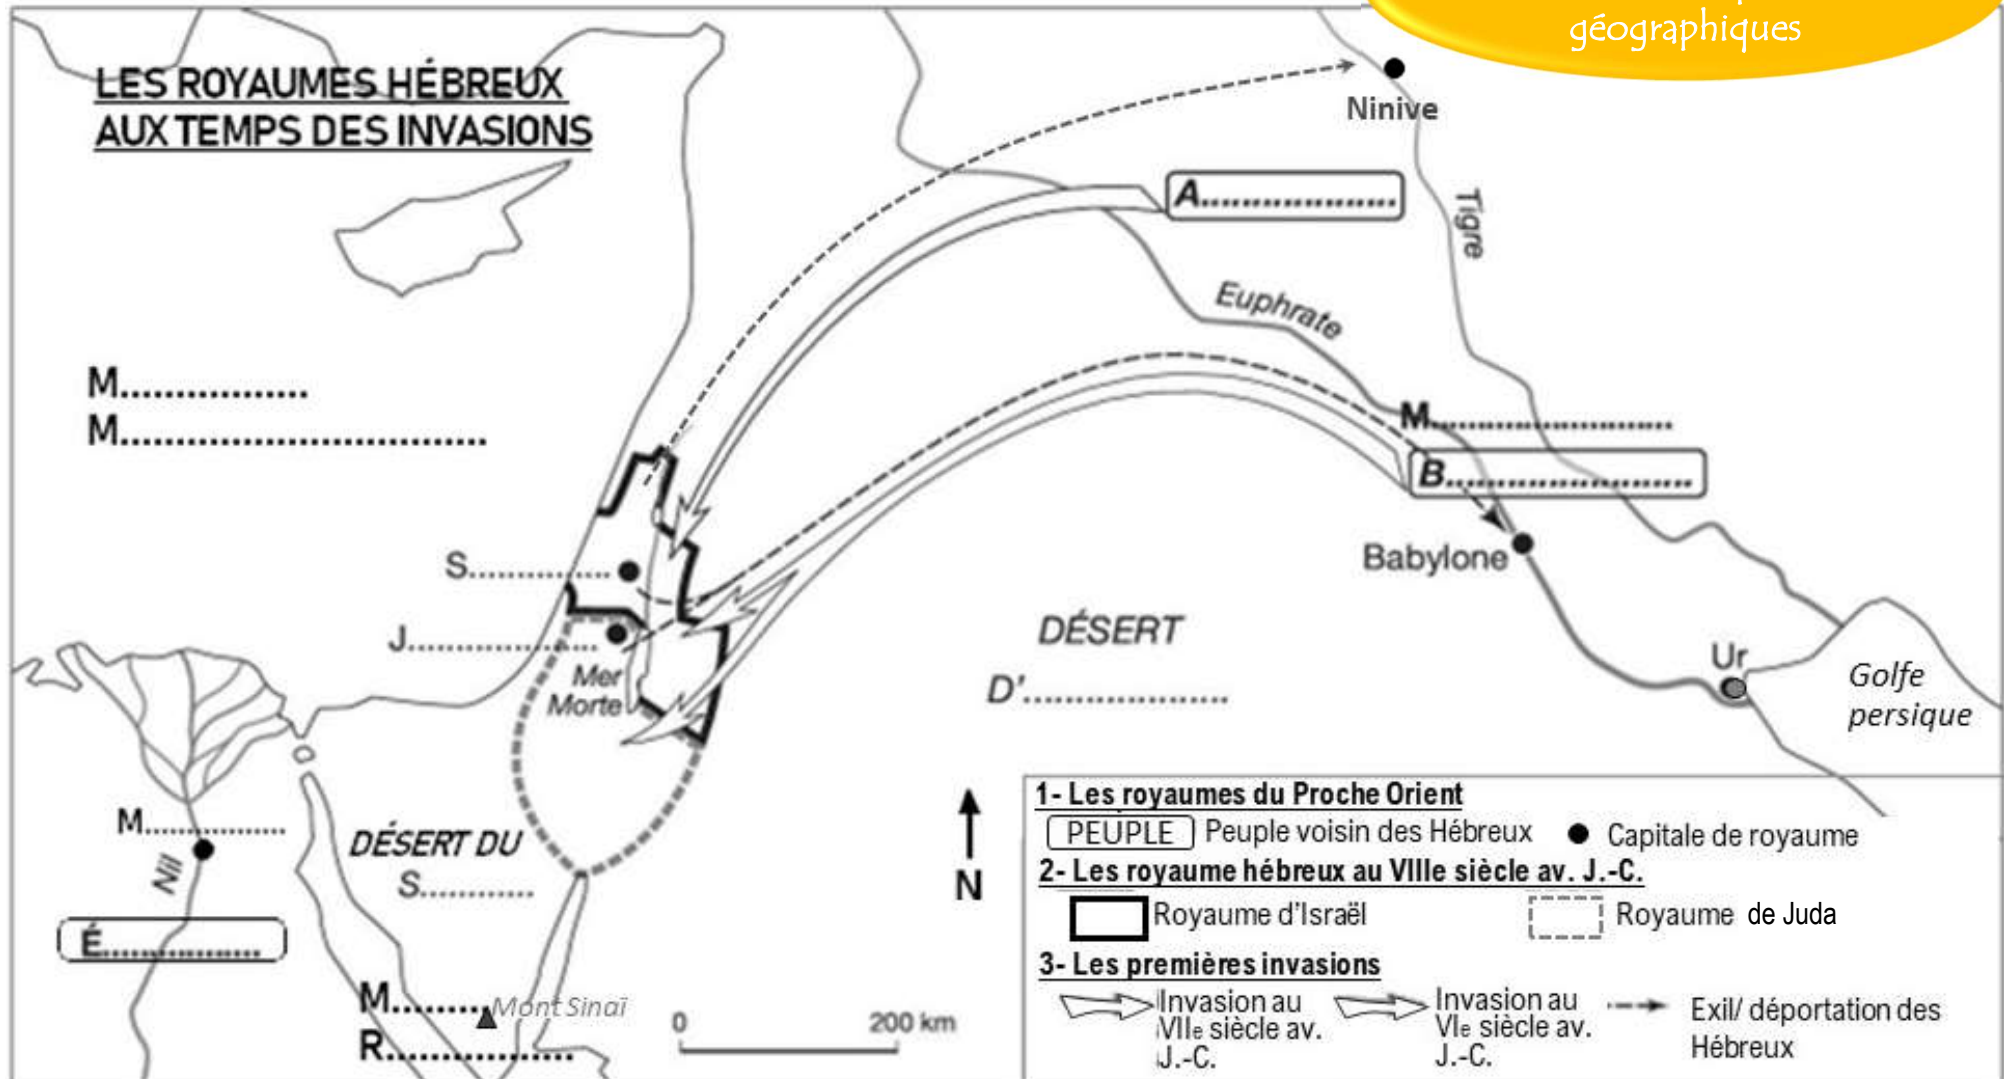 géographiques
LES ROYAUMES HÉBREUX
AUX TEMPS DES INVASIONS
Ninive
A....................
Tigre
Euphrate
M.................
M.................................
M........................
B........................
S...............
Babylone
J..................
DÉSERT
D'...................
Mer
Morte
Ur
Golfe
persique
M...............
Nil
DÉSERT DU
S............
É.................
M.........
Mont Sinaï
R..................
N
0 200 km
1- Les royaumes du Proche Orient
PEUPLE Peuple voisin des Hébreux Capitale de royaume
2- Les royaume hébreux au VIIIe siècle av. J.-C.
Royaume d'Israël Royaume de Juda
3- Les premières invasions
Invasion au
VIIe siècle av.
J.-C.
Invasion au
VIe siècle av.
J.-C.
Exil/ déportation des
Hébreux